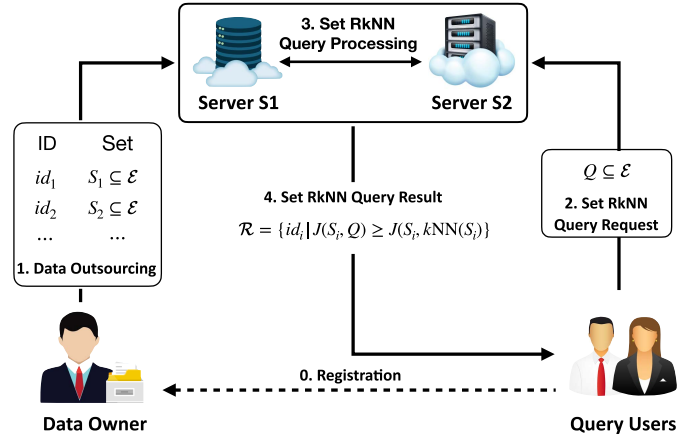 3. Set RkNN
Query Processing
Server S1
Server S2
ID Set
id₁ S₁ ⊆ ℰ
id₂ S₂ ⊆ ℰ
... ...
1. Data Outsourcing
4. Set RkNN Query Result
ℛ = {idᵢ | J(Sᵢ, Q) ≥ J(Sᵢ, kNN(Sᵢ)}
Q ⊆ ℰ
2. Set RkNN
Query Request
0. Registration
Data Owner
Query Users